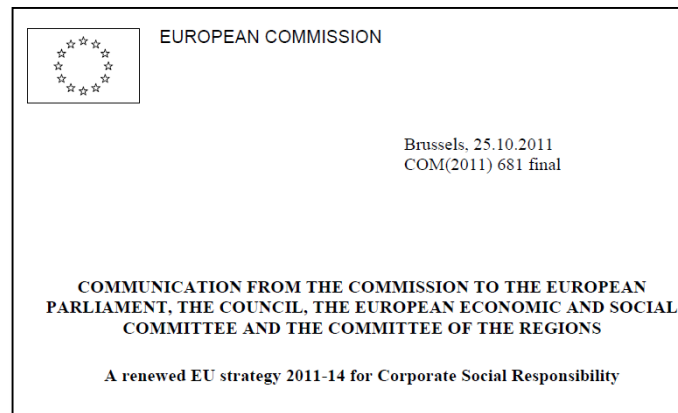 EUROPEAN COMMISSION
Brussels, 25.10.2011
COM(2011) 681 final
COMMUNICATION FROM THE COMMISSION TO THE EUROPEAN
PARLIAMENT, THE COUNCIL, THE EUROPEAN ECONOMIC AND SOCIAL
COMMITTEE AND THE COMMITTEE OF THE REGIONS
A renewed EU strategy 2011-14 for Corporate Social Responsibility